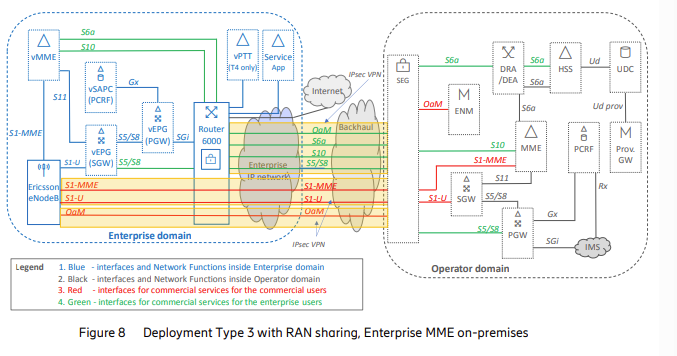 S6a
S10
vMME
vPTT
(T4 only)
Service
App
vSAPC
(PCRF)
Gx
S11
vEPG
(PGW)
Router
6000
S1-MME
vEPG
(SGW)
S5/S8
SGi
S1-U
S5/S8
Ericsson
eNodeB
S1-MME
S1-U
OaM
Enterprise domain
IPsec VPN
Internet
Backhaul
OaM
S6a
S10
S5/S8
Enterprise
IP network
S1-MME
S1-U
OaM
IPsec VPN
SEG
S6a
DRA
/DEA
S6a
S6a
HSS
Ud
UDC
OaM
ENM
S6a
Ud prov
S10
S1-MME
MME
PCRF
Prov.
GW
S11
S1-U
SGW
S5/S8
Rx
Gx
S5/S8
PGW
SGi
IMS
Operator domain
Legend
1. Blue - interfaces and Network Functions inside Enterprise domain
2. Black - interfaces and Network Functions inside Operator domain
3. Red - interfaces for commercial services for the commercial users
4. Green - interfaces for commercial services for the enterprise users
Figure 8 Deployment Type 3 with RAN sharing, Enterprise MME on-premises